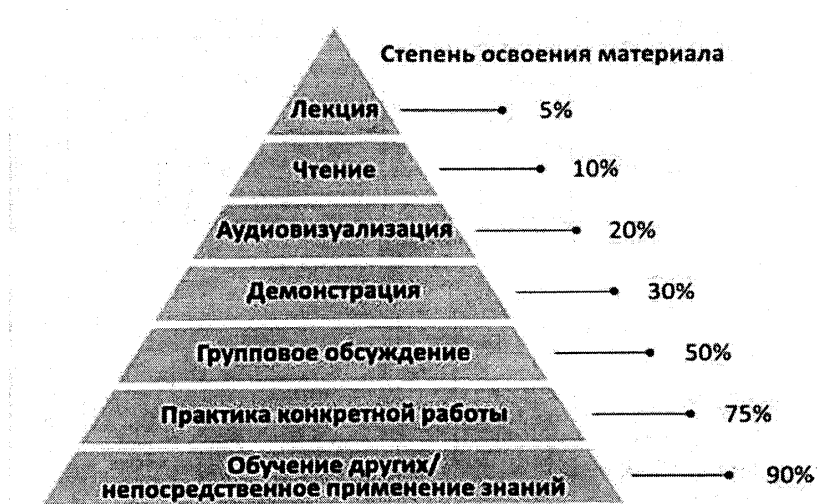 Степень освоения материала
Лекция 5%
Чтение 10%
Аудиовизуализация 20%
Демонстрация 30%
Групповое обсуждение 50%
Практика конкретной работы 75%
Обучение других/
непосредственное применение знаний 90%